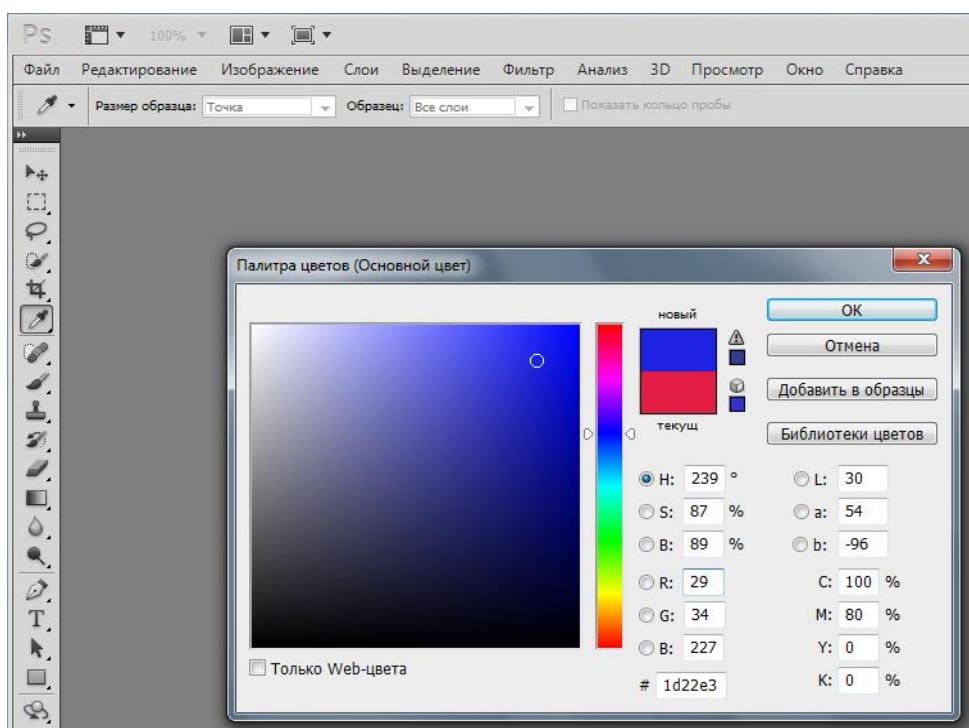 Ps 100%
Файл Редактирование Изображение Слои Выделение Фильтр Анализ 3D Просмотр Окно Справка
Размер образца: Точка Образец: Все слои Показать кольцо пробы
Палитра цветов (Основной цвет)
новый
текущ
ОК
Отмена
Добавить в образцы
Библиотеки цветов
H: 239 ° L: 30
S: 87 % a: 54
B: 89 % b: -96
R: 29 C: 100 %
G: 34 M: 80 %
B: 227 Y: 0 %
# 1d22e3 K: 0 %
Только Web-цвета
T